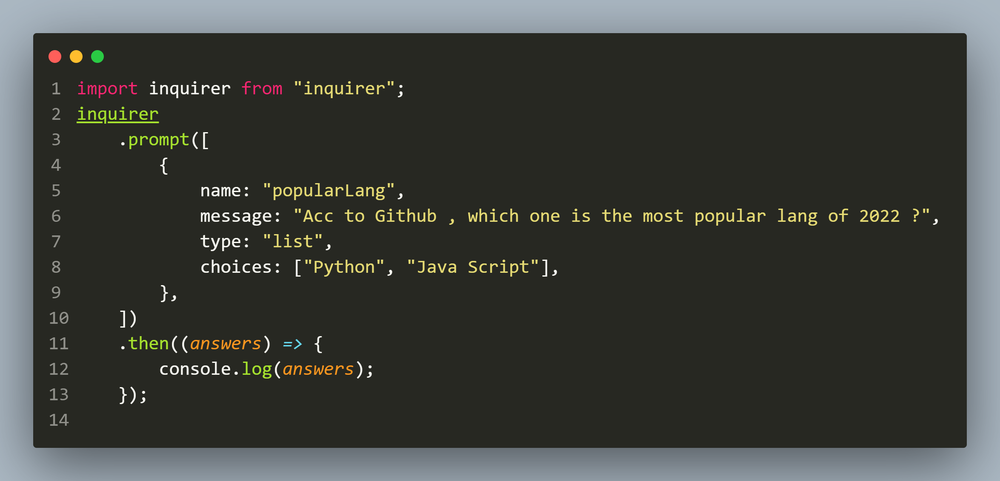 1 import inquirer from "inquirer";
2 inquirer
3     .prompt([
4         {
5             name: "popularLang",
6             message: "Acc to Github , which one is the most popular lang of 2022 ?",
7             type: "list",
8             choices: ["Python", "Java Script"],
9         },
10     ])
11     .then((answers) => {
12         console.log(answers);
13     });
14